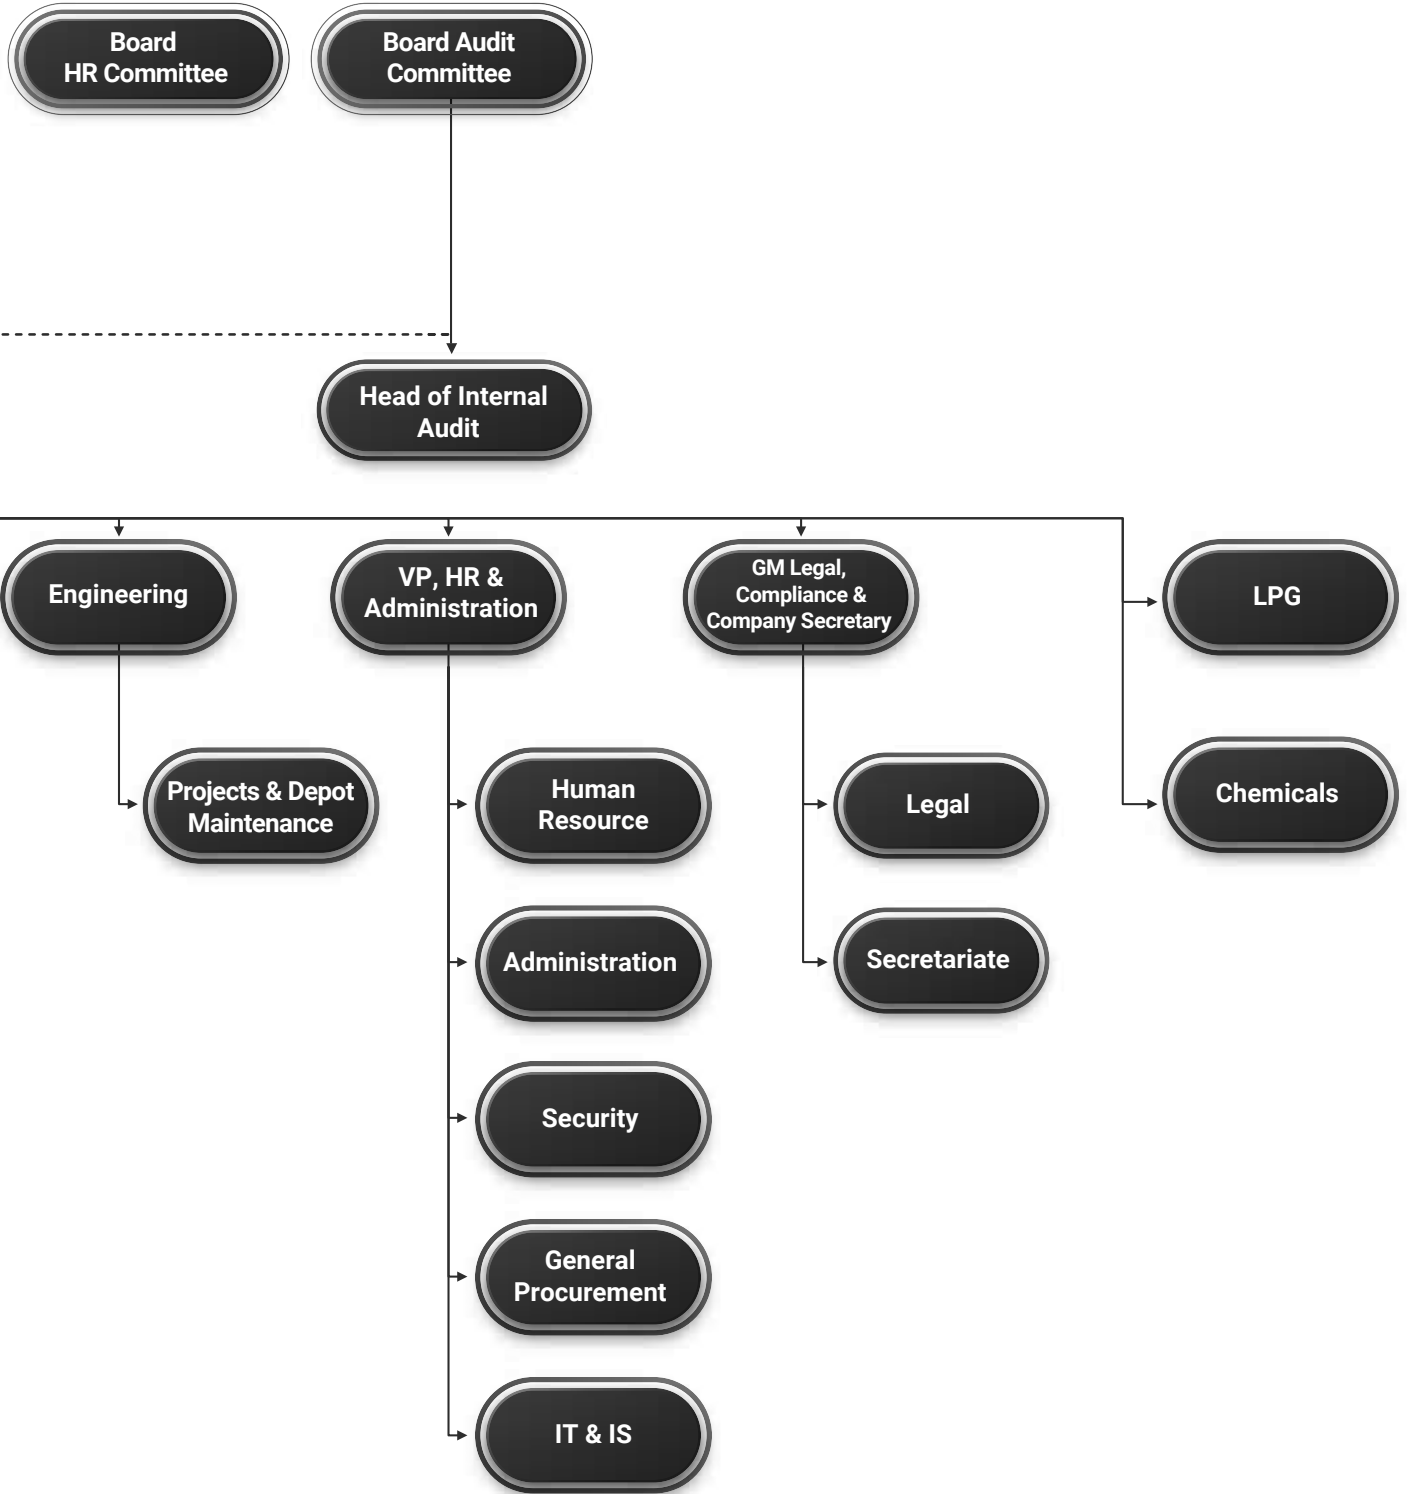 Board
HR Committee
Board Audit
Committee
Head of Internal
Audit
Engineering
VP, HR &
Administration
GM Legal,
Compliance &
Company Secretary
LPG
Projects & Depot
Maintenance
Human
Resource
Legal
Chemicals
Administration
Secretariate
Security
General
Procurement
IT & IS